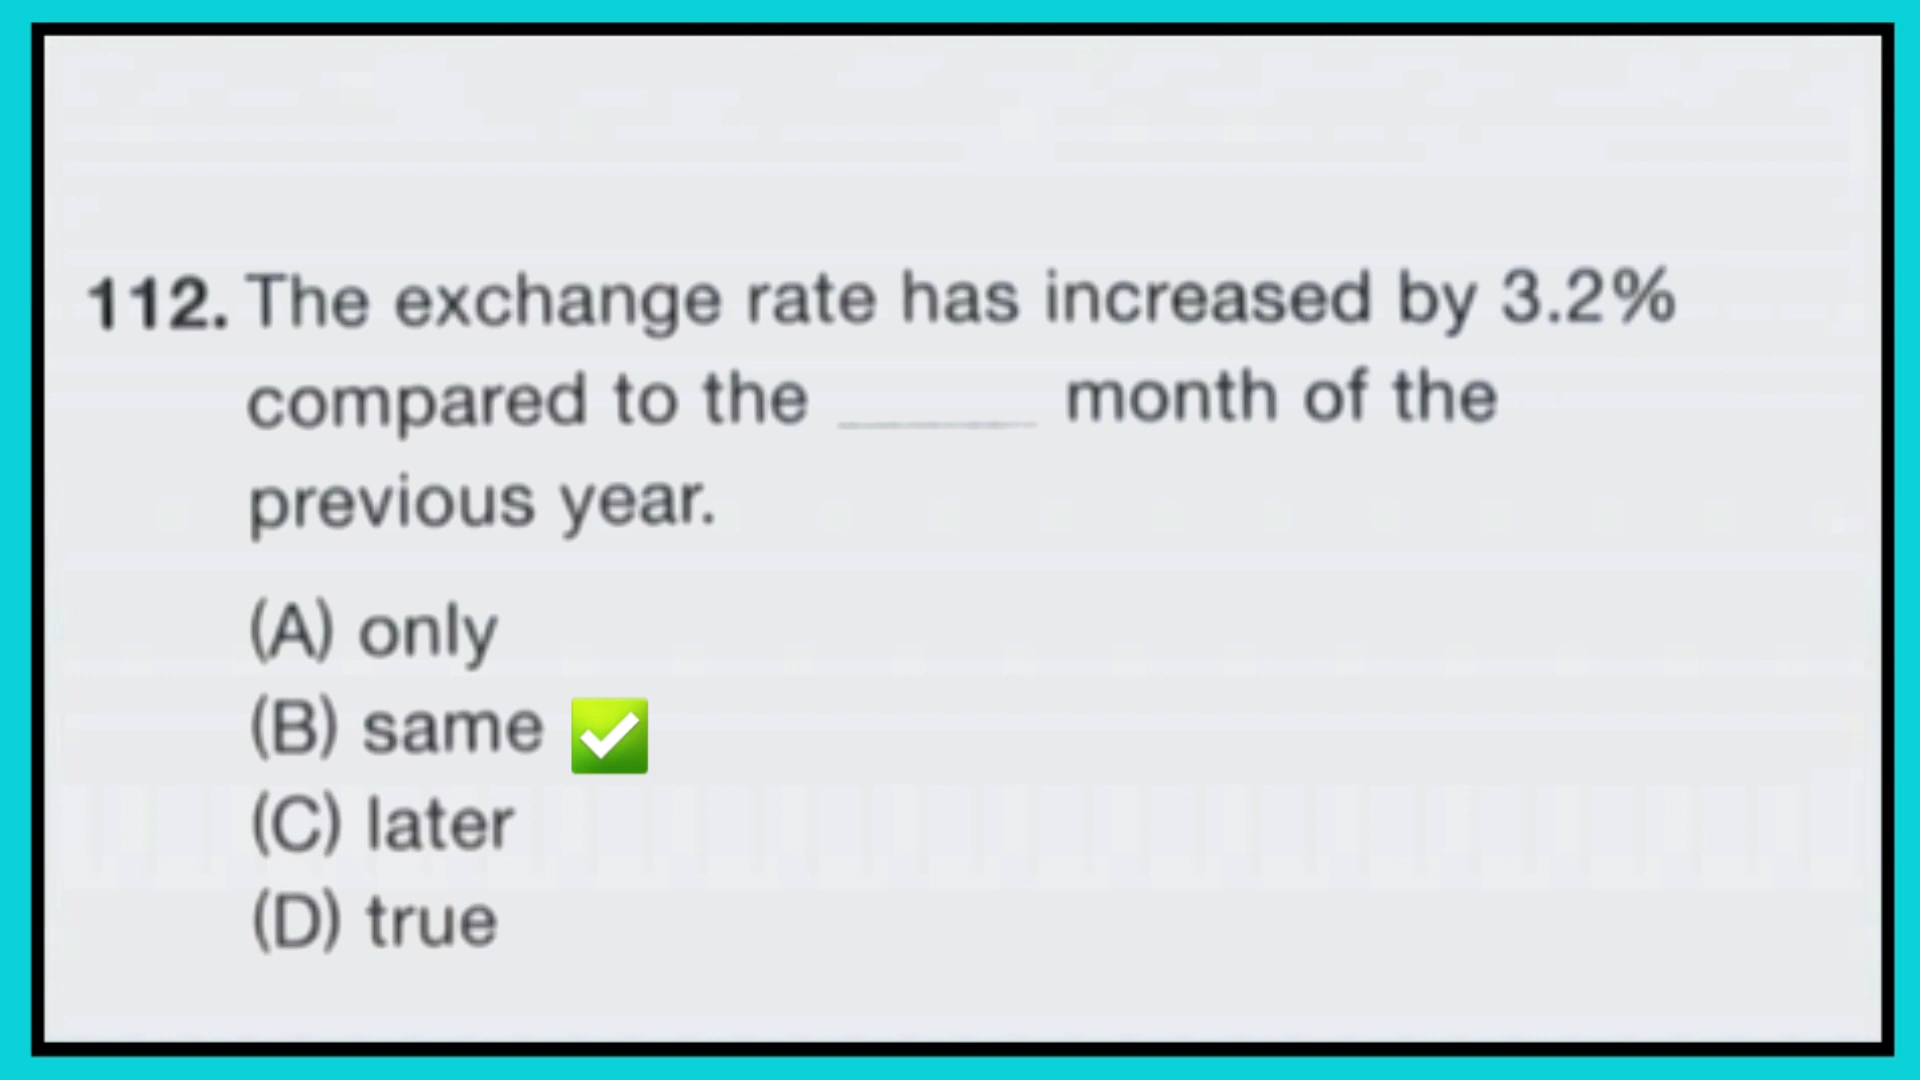 112. The exchange rate has increased by 3.2%
compared to the ______ month of the
previous year.
(A) only
(B) same ✅
(C) later
(D) true